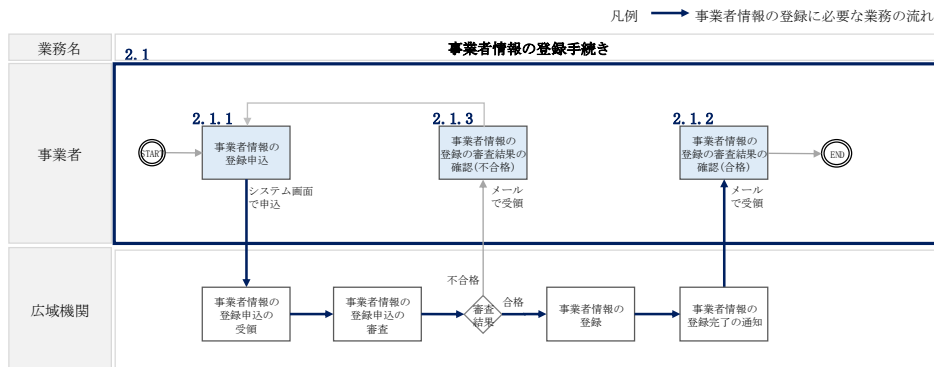 凡例 事業者情報の登録に必要な業務の流れ
業務名
2.1
事業者情報の登録手続き
事業者
START
2.1.1
事業者情報の
登録申込
システム画面
で申込
2.1.3
事業者情報の
登録の審査結果の
確認(不合格)
メール
で受領
2.1.2
事業者情報の
登録の審査結果の
確認(合格)
メール
で受領
END
広域機関
事業者情報の
登録申込の
受領
事業者情報の
登録申込の
審査
不合格
審査
結果
合格
事業者情報の
登録
事業者情報の
登録完了の通知